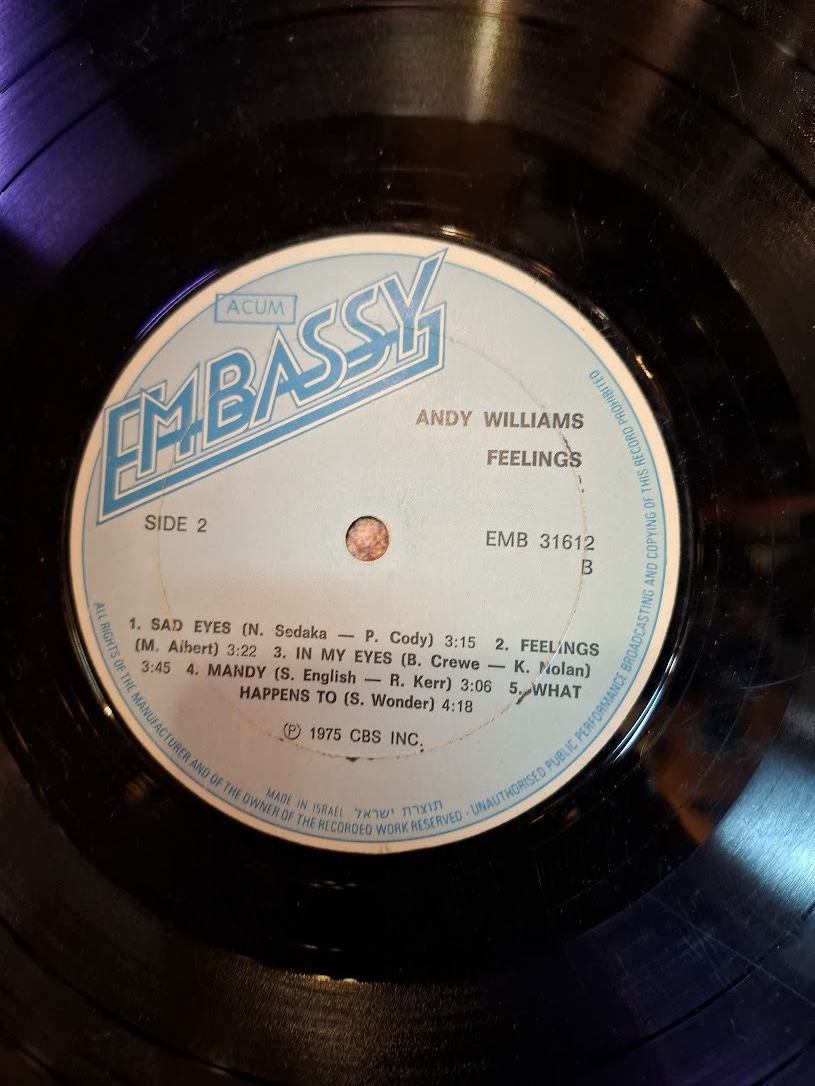 ACUM
EMBASSY
ANDY WILLIAMS
FEELINGS
SIDE 2
EMB 31612
B
1. SAD EYES (N. Sedaka — P. Cody) 3:15 2. FEELINGS
(M. Albert) 3:22 3. IN MY EYES (B. Crewe — K. Nolan)
3:45 4. MANDY (S. English — R. Kerr) 3:06 5. WHAT
HAPPENS TO (S. Wonder) 4:18
℗ 1975 CBS INC.
MADE IN ISRAEL תוצרת ישראל
ALL RIGHTS OF THE MANUFACTURER AND OF THE OWNER OF THE RECORDED WORK RESERVED · UNAUTHORISED PUBLIC PERFORMANCE BROADCASTING AND COPYING OF THIS RECORD PROHIBITED